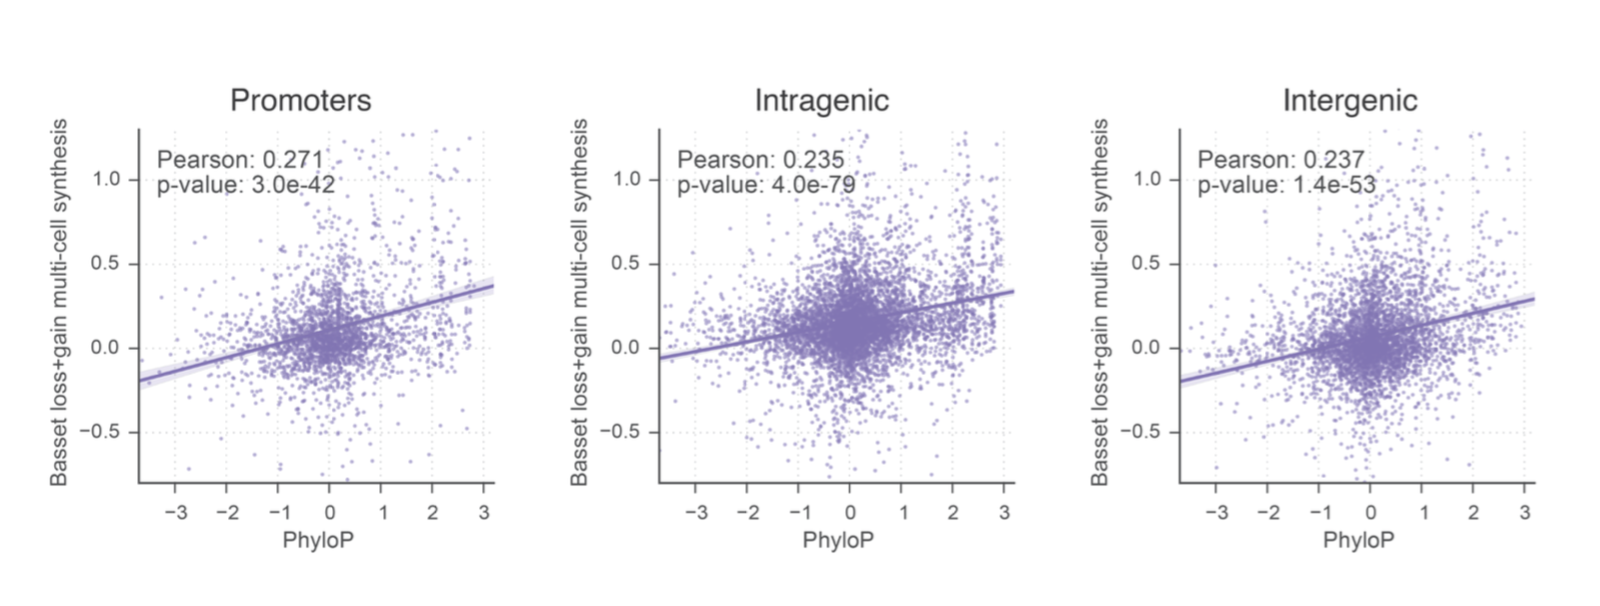 Promoters
Basset loss+gain multi-cell synthesis
Pearson: 0.271
p-value: 3.0e-42
1.0
0.5
0.0
−0.5
−3 −2 −1 0 1 2 3
PhyloP
Intragenic
Basset loss+gain multi-cell synthesis
Pearson: 0.235
p-value: 4.0e-79
1.0
0.5
0.0
−0.5
−3 −2 −1 0 1 2 3
PhyloP
Intergenic
Basset loss+gain multi-cell synthesis
Pearson: 0.237
p-value: 1.4e-53
1.0
0.5
0.0
−0.5
−3 −2 −1 0 1 2 3
PhyloP